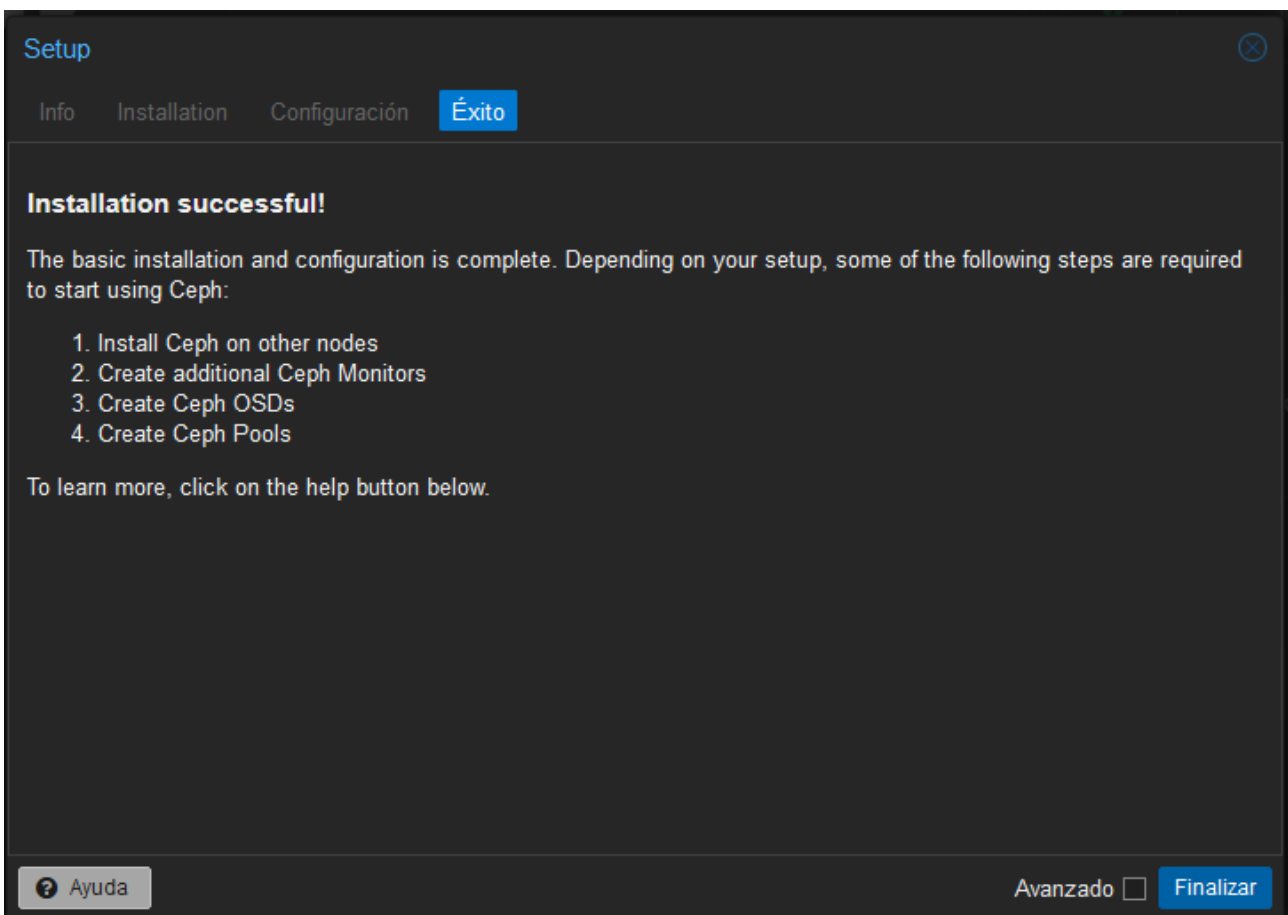 Setup
Info Installation Configuración Éxito
Installation successful!
The basic installation and configuration is complete. Depending on your setup, some of the following steps are required
to start using Ceph:
1. Install Ceph on other nodes
2. Create additional Ceph Monitors
3. Create Ceph OSDs
4. Create Ceph Pools
To learn more, click on the help button below.
Ayuda Avanzado Finalizar